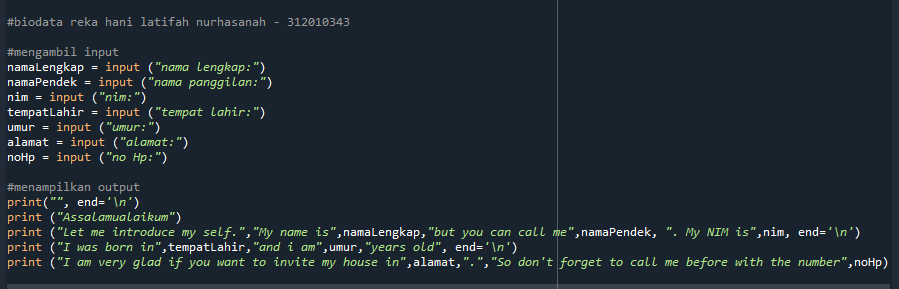 #biodata reka hani latifah nurhasanah - 312010343
#mengambil input
namaLengkap = input ("nama lengkap:")
namaPendek = input ("nama panggilan:")
nim = input ("nim:")
tempatLahir = input ("tempat lahir:")
umur = input ("umur:")
alamat = input ("alamat:")
noHp = input ("no Hp:")
#menampilkan output
print("", end='\n')
print ("Assalamualaikum")
print ("Let me introduce my self.","My name is",namaLengkap,"but you can call me",namaPendek, ". My NIM is",nim, end='\n')
print ("I was born in",tempatLahir,"and i am",umur,"years old", end='\n')
print ("I am very glad if you want to invite my house in",alamat,".","So don't forget to call me before with the number",noHp)